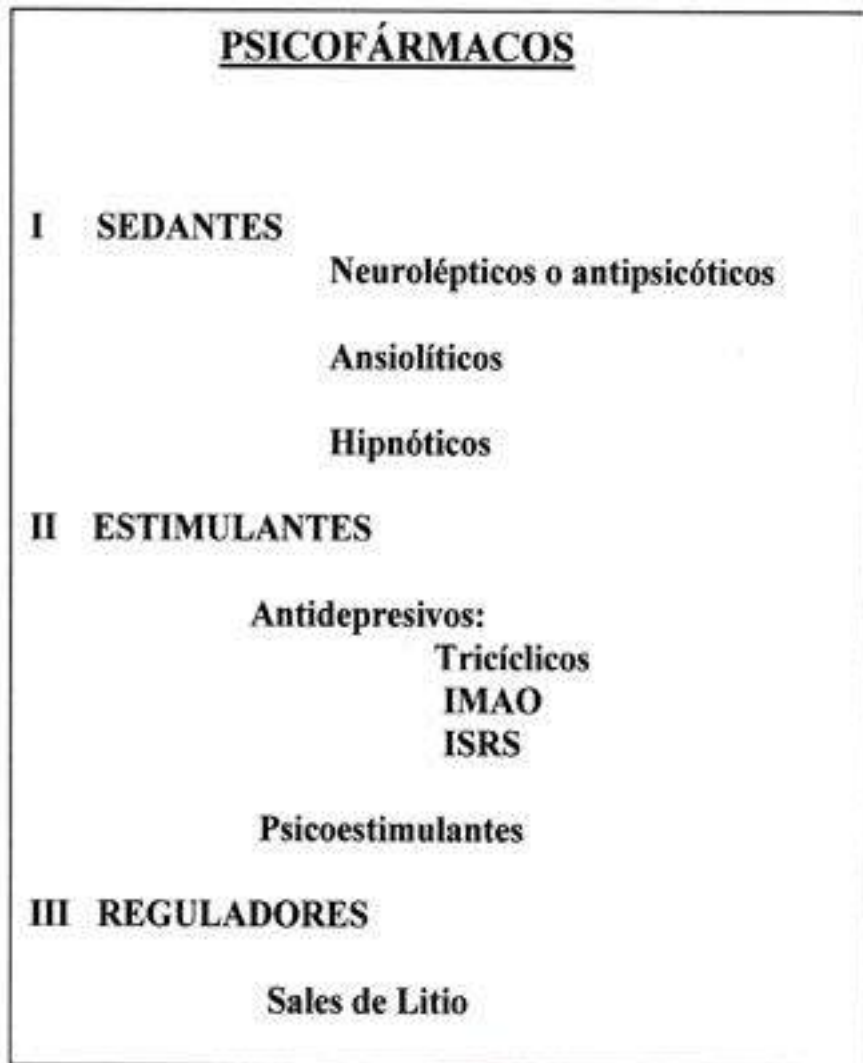 PSICOFÁRMACOS
I SEDANTES
Neurolépticos o antipsicóticos
Ansiolíticos
Hipnóticos
II ESTIMULANTES
Antidepresivos:
Tricíclicos
IMAO
ISRS
Psicoestimulantes
III REGULADORES
Sales de Litio